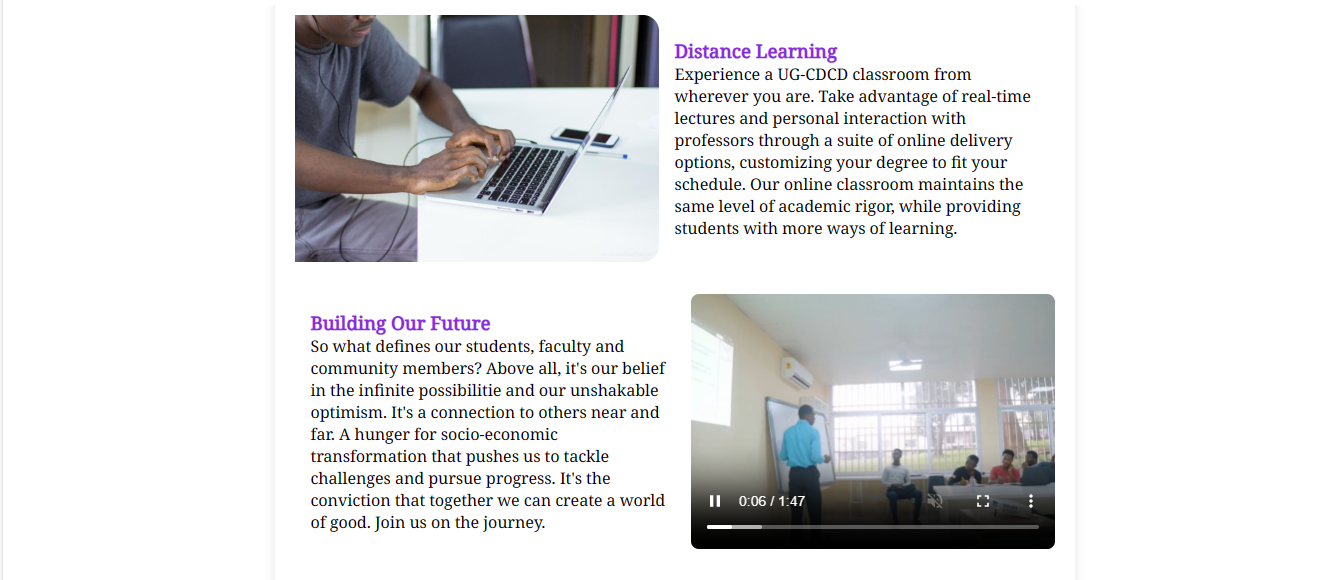 Distance Learning
Experience a UG-CDCD classroom from
wherever you are. Take advantage of real-time
lectures and personal interaction with
professors through a suite of online delivery
options, customizing your degree to fit your
schedule. Our online classroom maintains the
same level of academic rigor, while providing
students with more ways of learning.
Building Our Future
So what defines our students, faculty and
community members? Above all, it's our belief
in the infinite possibilitie and our unshakable
optimism. It's a connection to others near and
far. A hunger for socio-economic
transformation that pushes us to tackle
challenges and pursue progress. It's the
conviction that together we can create a world
of good. Join us on the journey.
0:06 / 1:47